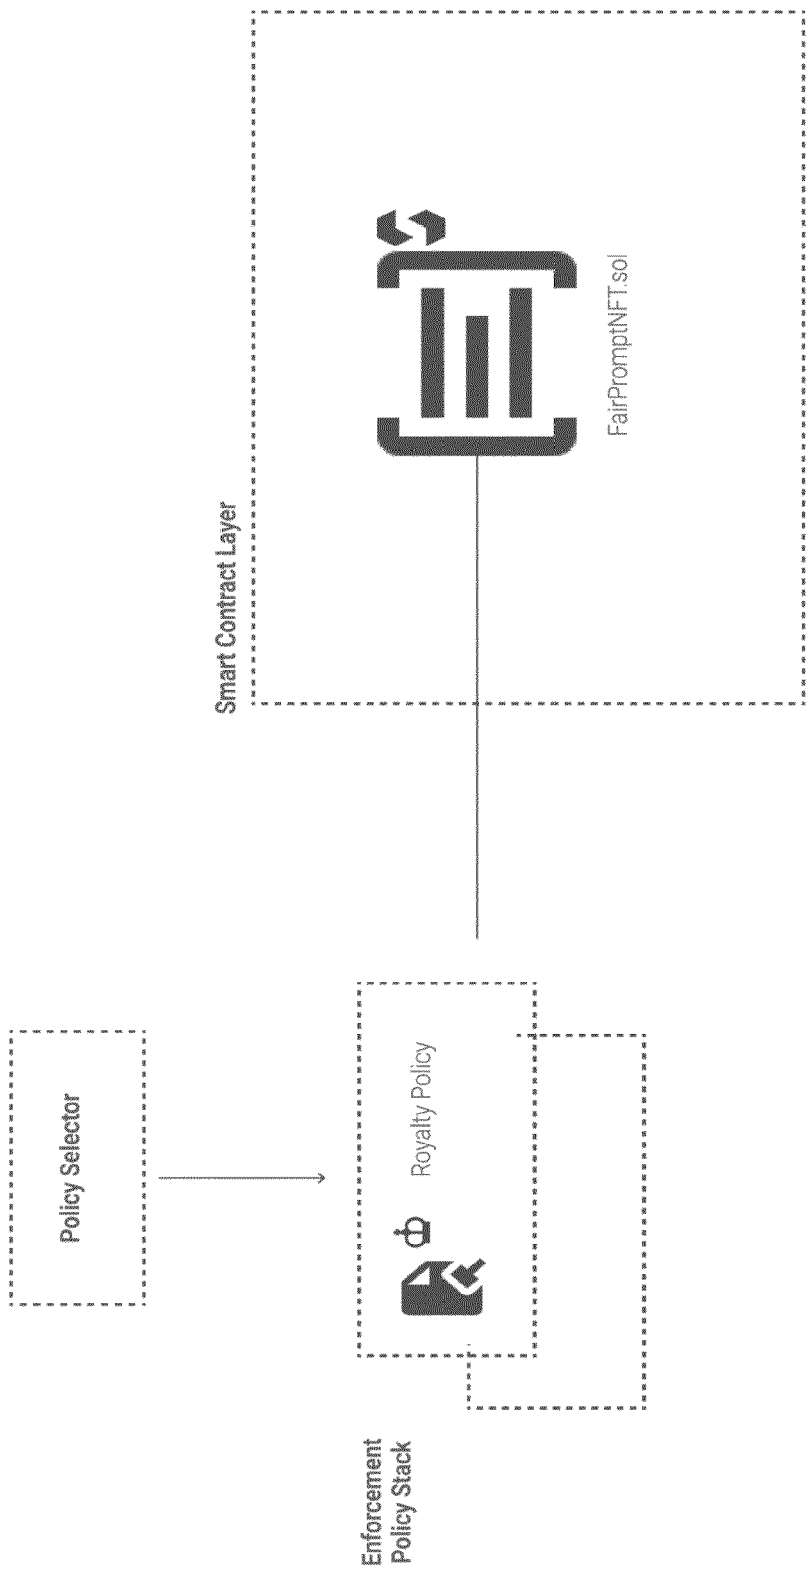 Policy Selector
Enforcement
Policy Stack
Royalty Policy
Smart Contract Layer
FairPromptNFT.sol